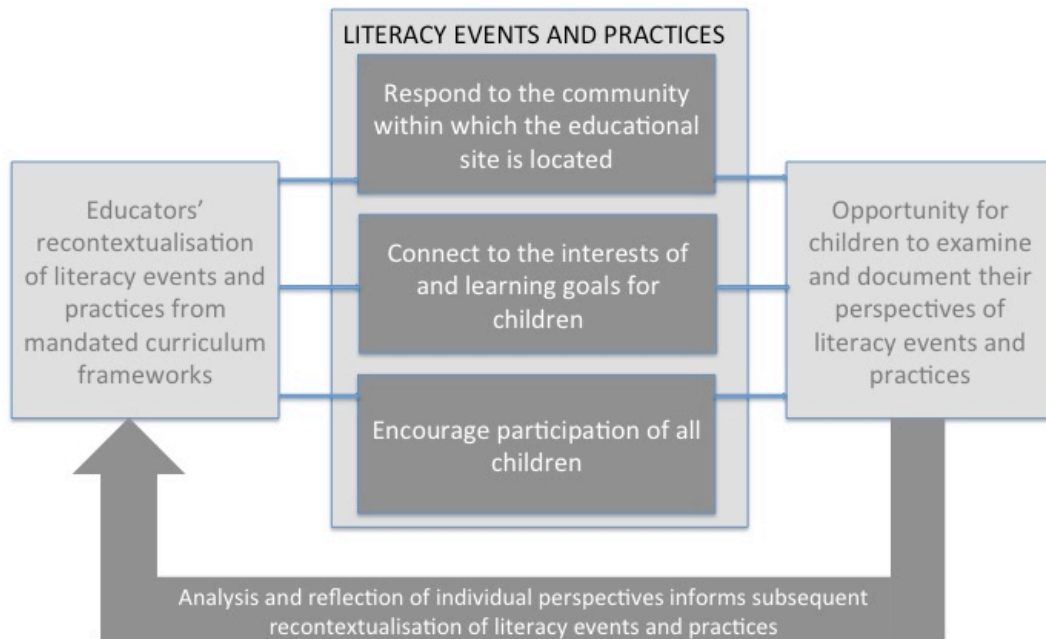 LITERACY EVENTS AND PRACTICES
Respond to the community
within which the educational
site is located
Educators’
recontextualisation
of literacy events and
practices from
mandated curriculum
frameworks
Connect to the interests of
and learning goals for
children
Encourage participation of all
children
Opportunity for
children to examine
and document their
perspectives of
literacy events and
practices
Analysis and reflection of individual perspectives informs subsequent
recontextualisation of literacy events and practices